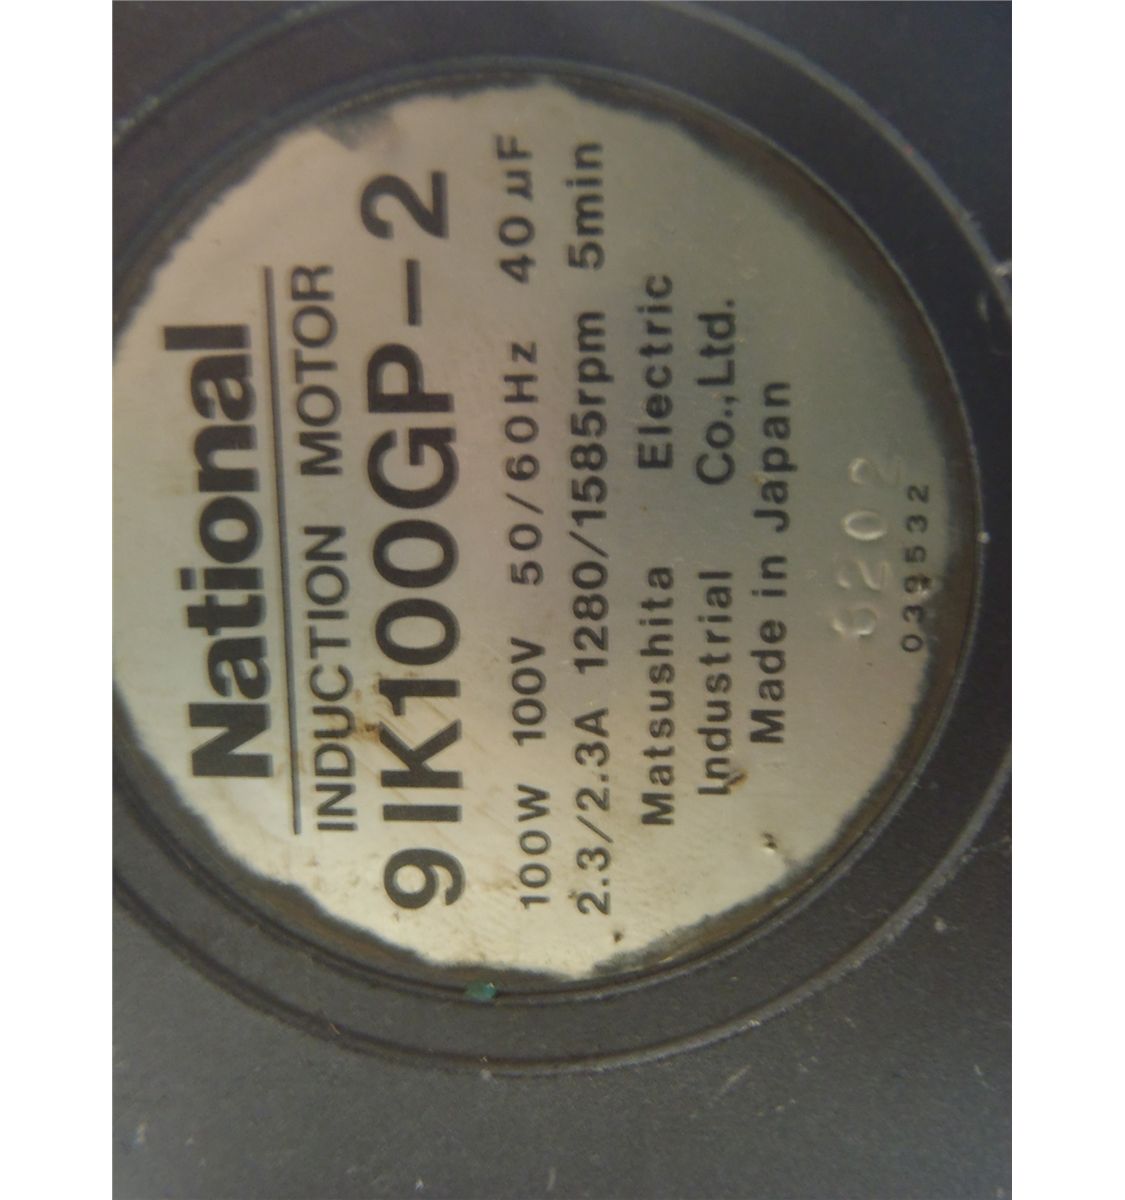 National
INDUCTION MOTOR
9IK100GP-2
100W 100V 50/60Hz 40μF
2.3/2.3A 1280/1585rpm 5min
Matsushita Electric
Industrial Co.,Ltd.
Made in Japan
6202
039532